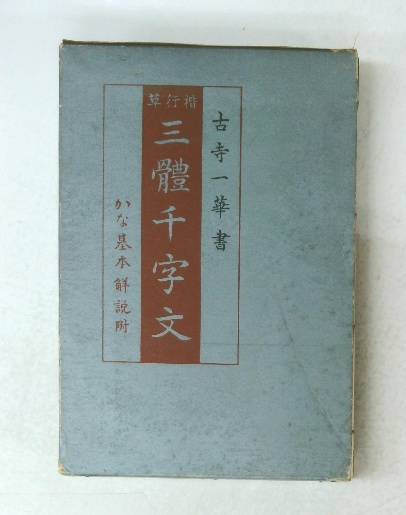 古寺一華書
楷行草
三體千字文
かな基本解説附